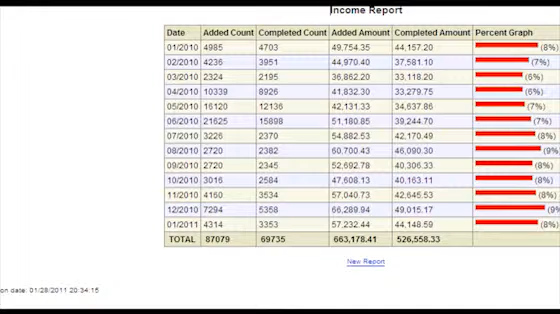 Income Report
Date Added Count Completed Count Added Amount Completed Amount Percent Graph
01/2010 4985 4703 49,754.35 44,157.20 (8%)
02/2010 4236 3951 44,970.40 37,581.10 (7%)
03/2010 2324 2195 36,862.20 33,118.20 (6%)
04/2010 10339 8926 41,832.30 33,279.75 (6%)
05/2010 16120 12136 42,131.33 34,637.86 (7%)
06/2010 21625 15898 51,180.85 39,244.70 (7%)
07/2010 3226 2370 54,882.53 42,170.49 (8%)
08/2010 2720 2382 60,700.43 46,090.30 (9%
09/2010 2720 2345 52,692.78 40,306.33 (8%)
10/2010 3016 2584 47,608.13 40,163.11 (8%)
11/2010 4160 3534 57,040.73 42,645.53 (8%)
12/2010 7294 5358 66,289.94 49,015.17 (9%
01/2011 4314 3353 57,232.44 44,148.59 (8%)
TOTAL 87079 69735 663,178.41 526,558.33
New Report
on date: 01/28/2011 20:34:15